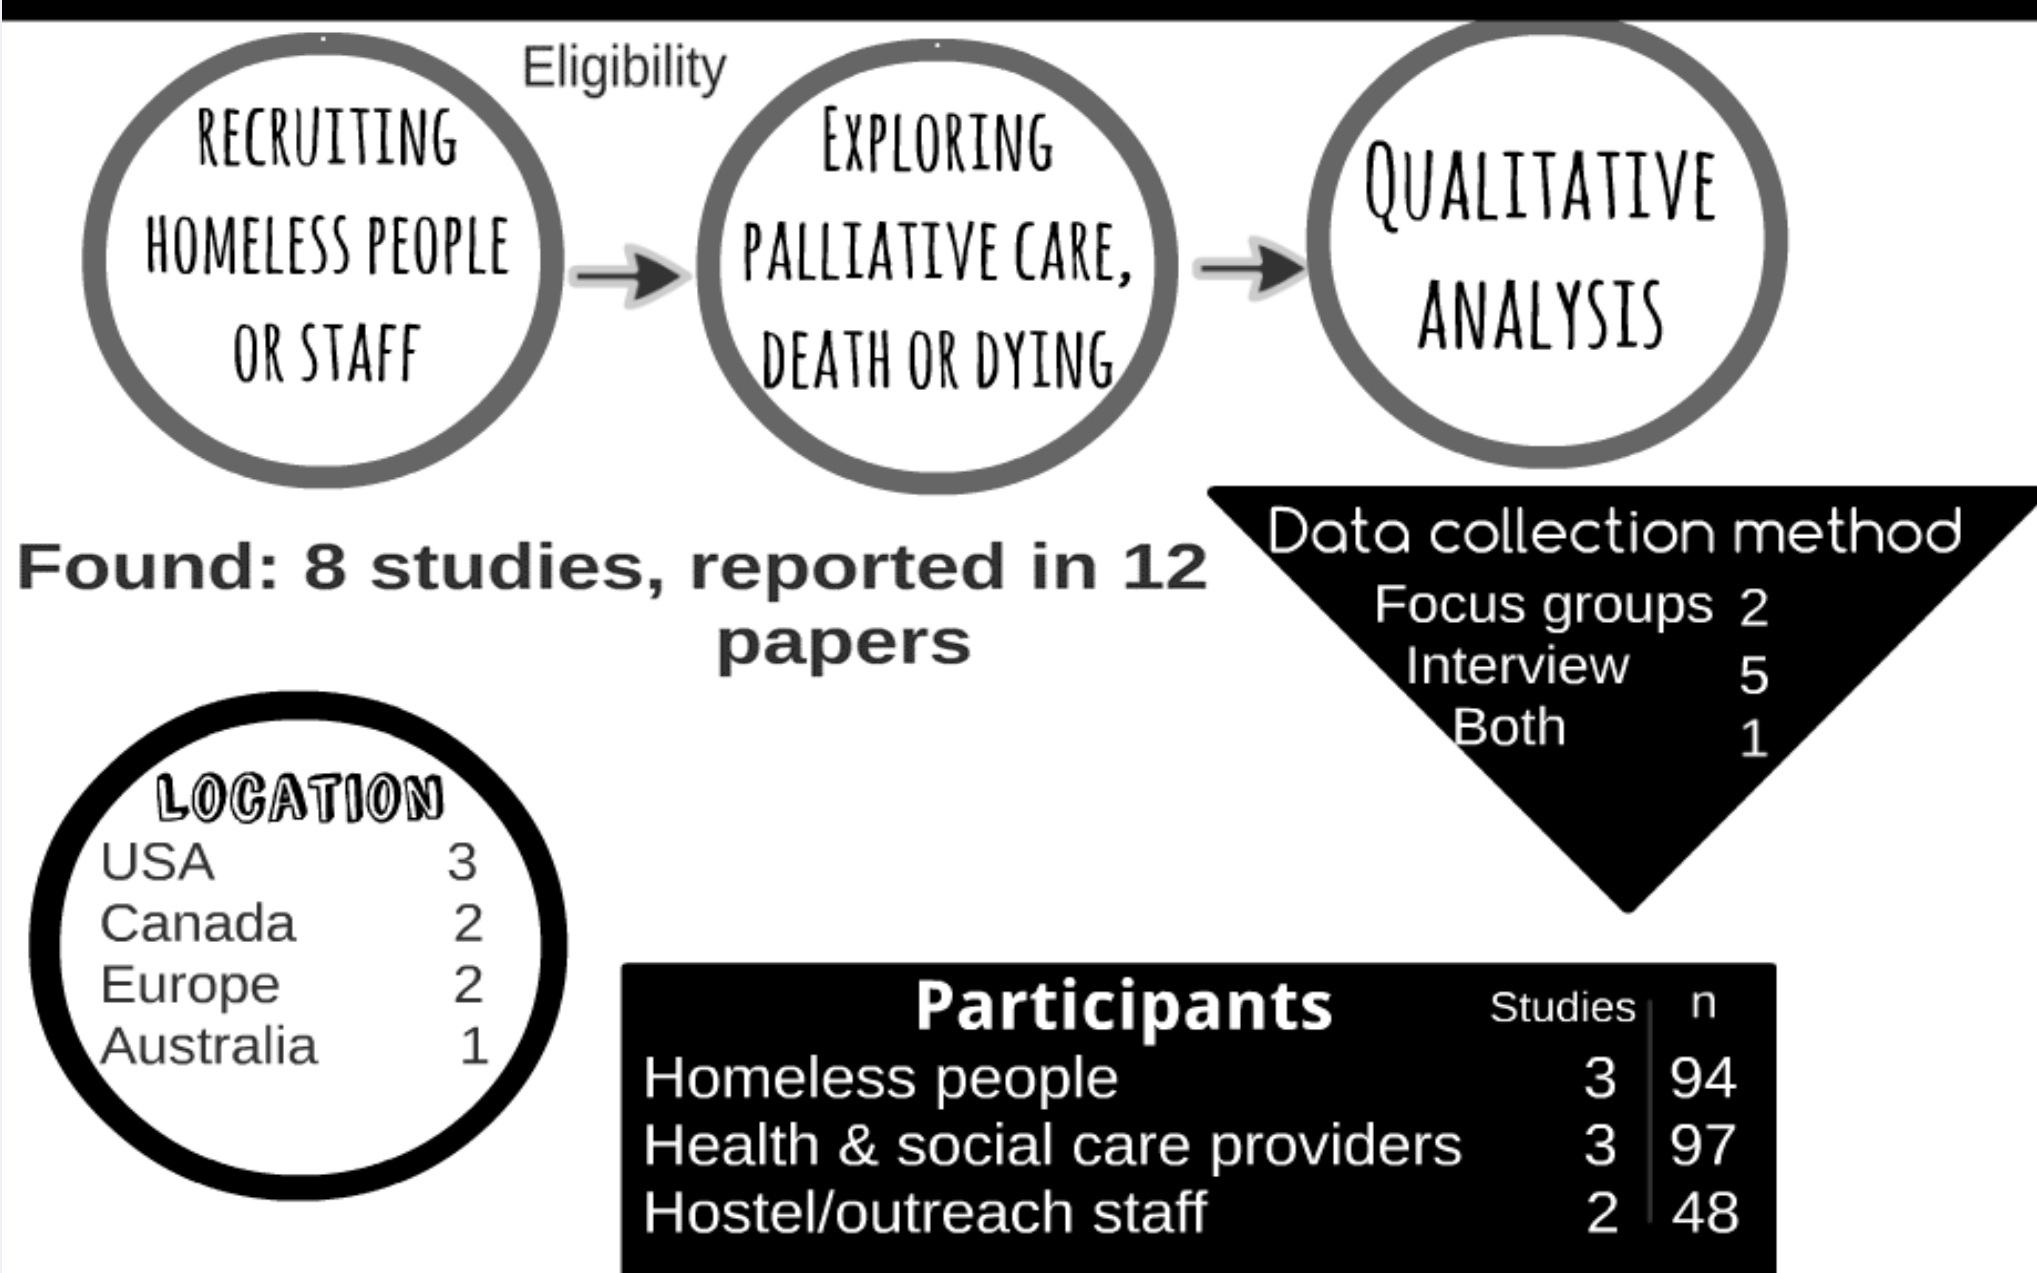 Eligibility
RECRUITING
HOMELESS PEOPLE
OR STAFF
EXPLORING
PALLIATIVE CARE,
DEATH OR DYING
QUALITATIVE
ANALYSIS
Found: 8 studies, reported in 12
papers
Data collection method
Focus groups 2
Interview 5
Both 1
LOCATION
USA 3
Canada 2
Europe 2
Australia 1
Participants Studies n
Homeless people 3 94
Health & social care providers 3 97
Hostel/outreach staff 2 48